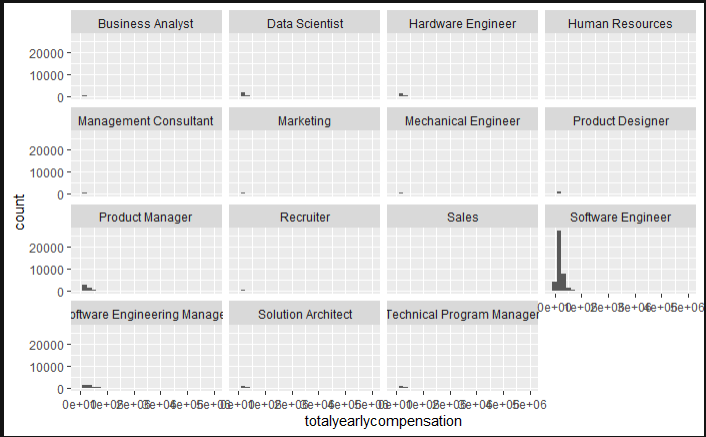 Business Analyst Data Scientist Hardware Engineer Human Resources
20000
10000
0
Management Consultant Marketing Mechanical Engineer Product Designer
20000
10000
0
count
Product Manager Recruiter Sales Software Engineer
20000
10000
0
oftware Engineering Manage Solution Architect Technical Program Manager
20000
10000
0
totalyearlycompensation